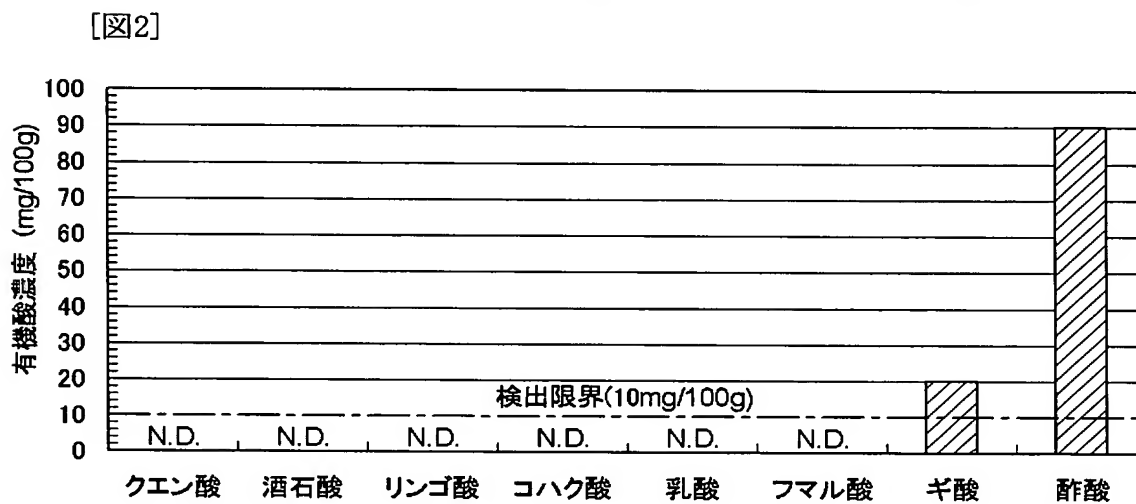 [図2]
有機酸濃度 (mg/100g)
100
90
80
70
60
50
40
30
20
10
0
検出限界(10mg/100g)
N.D. N.D. N.D. N.D. N.D. N.D.
クエン酸 酒石酸 リンゴ酸 コハク酸 乳酸 フマル酸 ギ酸 酢酸